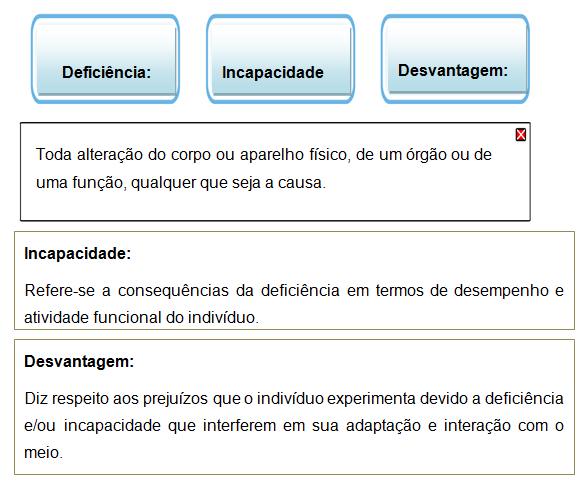 Deficiência:
Incapacidade
Desvantagem:
Toda alteração do corpo ou aparelho físico, de um órgão ou de
uma função, qualquer que seja a causa.
Incapacidade:
Refere-se a consequências da deficiência em termos de desempenho e
atividade funcional do indivíduo.
Desvantagem:
Diz respeito aos prejuízos que o indivíduo experimenta devido a deficiência
e/ou incapacidade que interferem em sua adaptação e interação com o
meio.